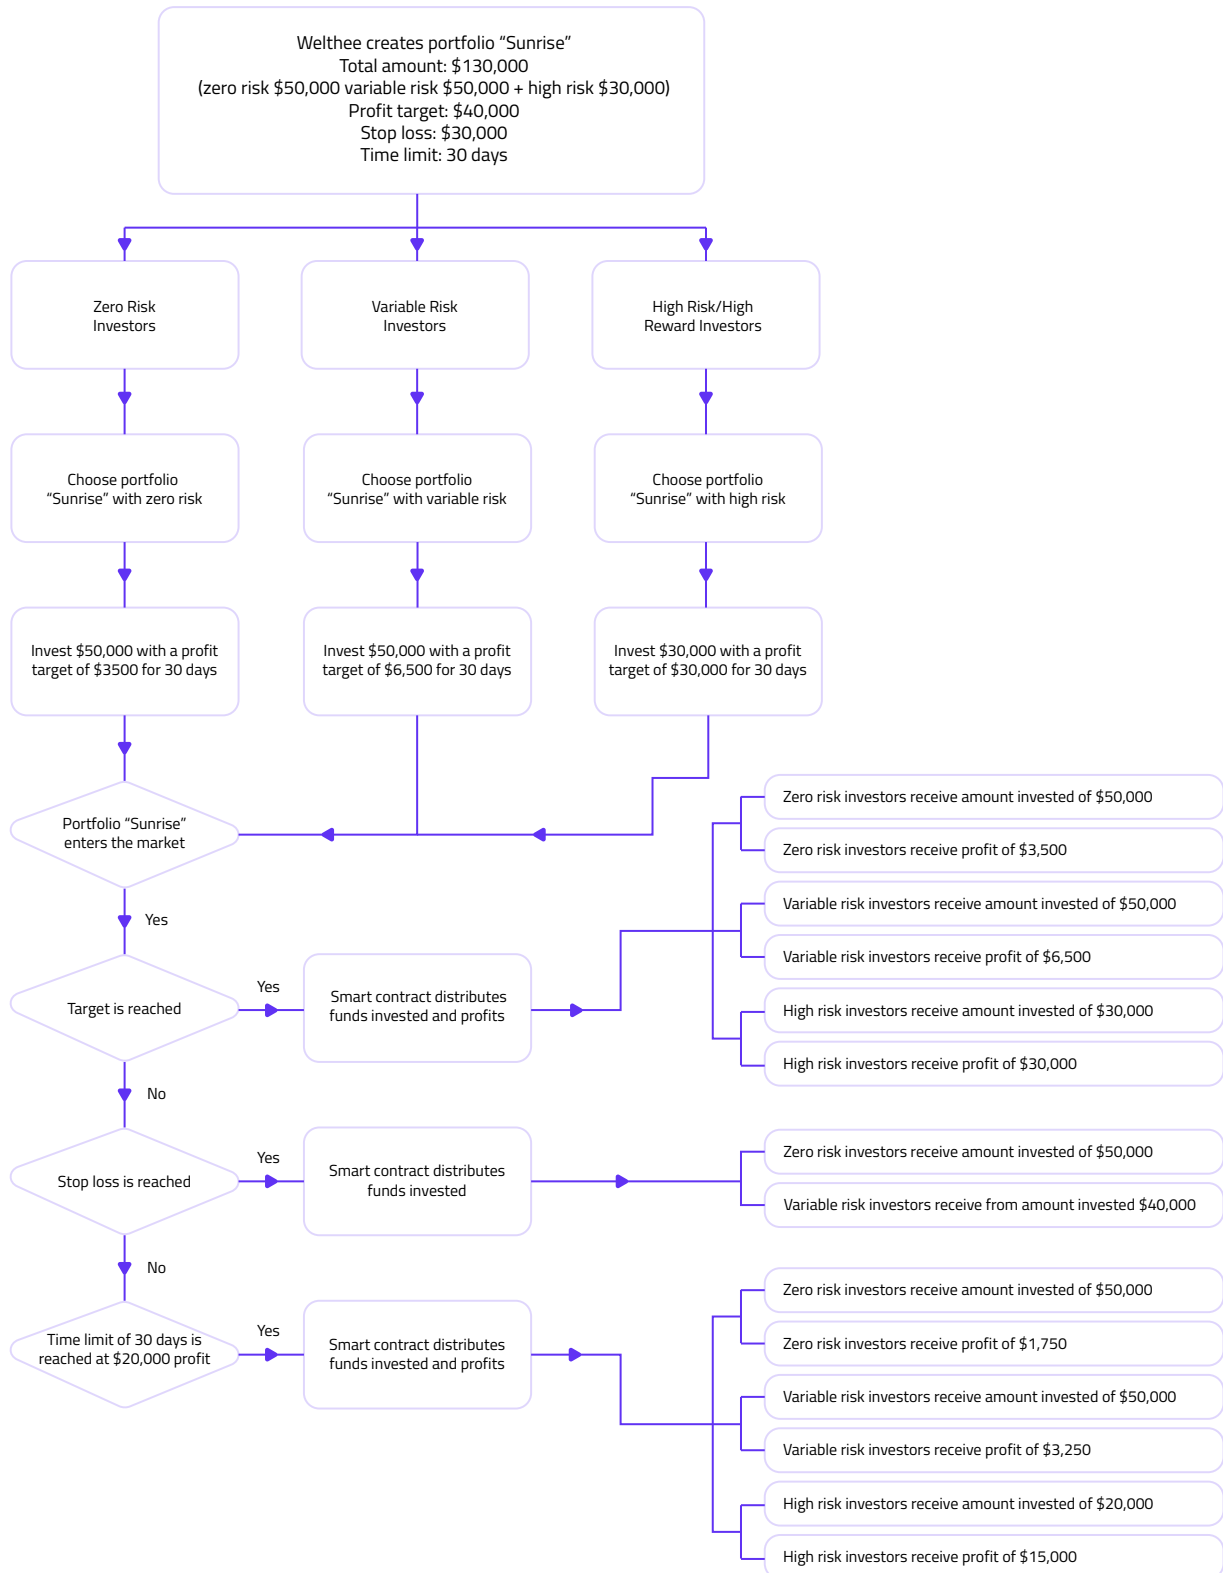 Welthee creates portfolio “Sunrise”
Total amount: $130,000
(zero risk $50,000 variable risk $50,000 + high risk $30,000)
Profit target: $40,000
Stop loss: $30,000
Time limit: 30 days
Zero Risk
Investors
Variable Risk
Investors
High Risk/High
Reward Investors
Choose portfolio
“Sunrise” with zero risk
Choose portfolio
“Sunrise” with variable risk
Choose portfolio
“Sunrise” with high risk
Invest $50,000 with a profit
target of $3500 for 30 days
Invest $50,000 with a profit
target of $6,500 for 30 days
Invest $30,000 with a profit
target of $30,000 for 30 days
Portfolio “Sunrise”
enters the market
Yes
Target is reached
Yes
Smart contract distributes
funds invested and profits
Zero risk investors receive amount invested of $50,000
Zero risk investors receive profit of $3,500
Variable risk investors receive amount invested of $50,000
Variable risk investors receive profit of $6,500
High risk investors receive amount invested of $30,000
High risk investors receive profit of $30,000
No
Stop loss is reached
Yes
Smart contract distributes
funds invested
Zero risk investors receive amount invested of $50,000
Variable risk investors receive from amount invested $40,000
No
Time limit of 30 days is
reached at $20,000 profit
Yes
Smart contract distributes
funds invested and profits
Zero risk investors receive amount invested of $50,000
Zero risk investors receive profit of $1,750
Variable risk investors receive amount invested of $50,000
Variable risk investors receive profit of $3,250
High risk investors receive amount invested of $20,000
High risk investors receive profit of $15,000